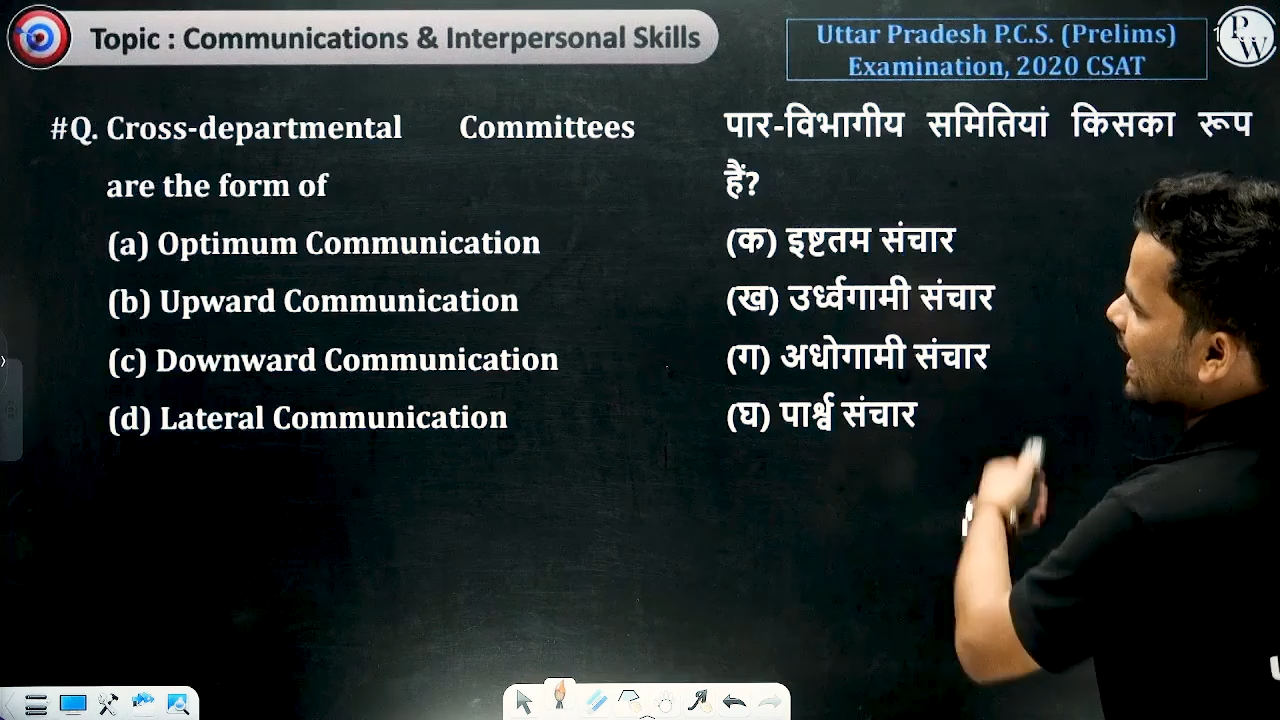 Topic : Communications & Interpersonal Skills
Uttar Pradesh P.C.S. (Prelims)
Examination, 2020 CSAT
PW
#Q. Cross-departmental Committees
are the form of
(a) Optimum Communication
(b) Upward Communication
(c) Downward Communication
(d) Lateral Communication
पार-विभागीय समितियां किसका रूप
हैं?
(क) इष्टतम संचार
(ख) उर्ध्वगामी संचार
(ग) अधोगामी संचार
(घ) पार्श्व संचार